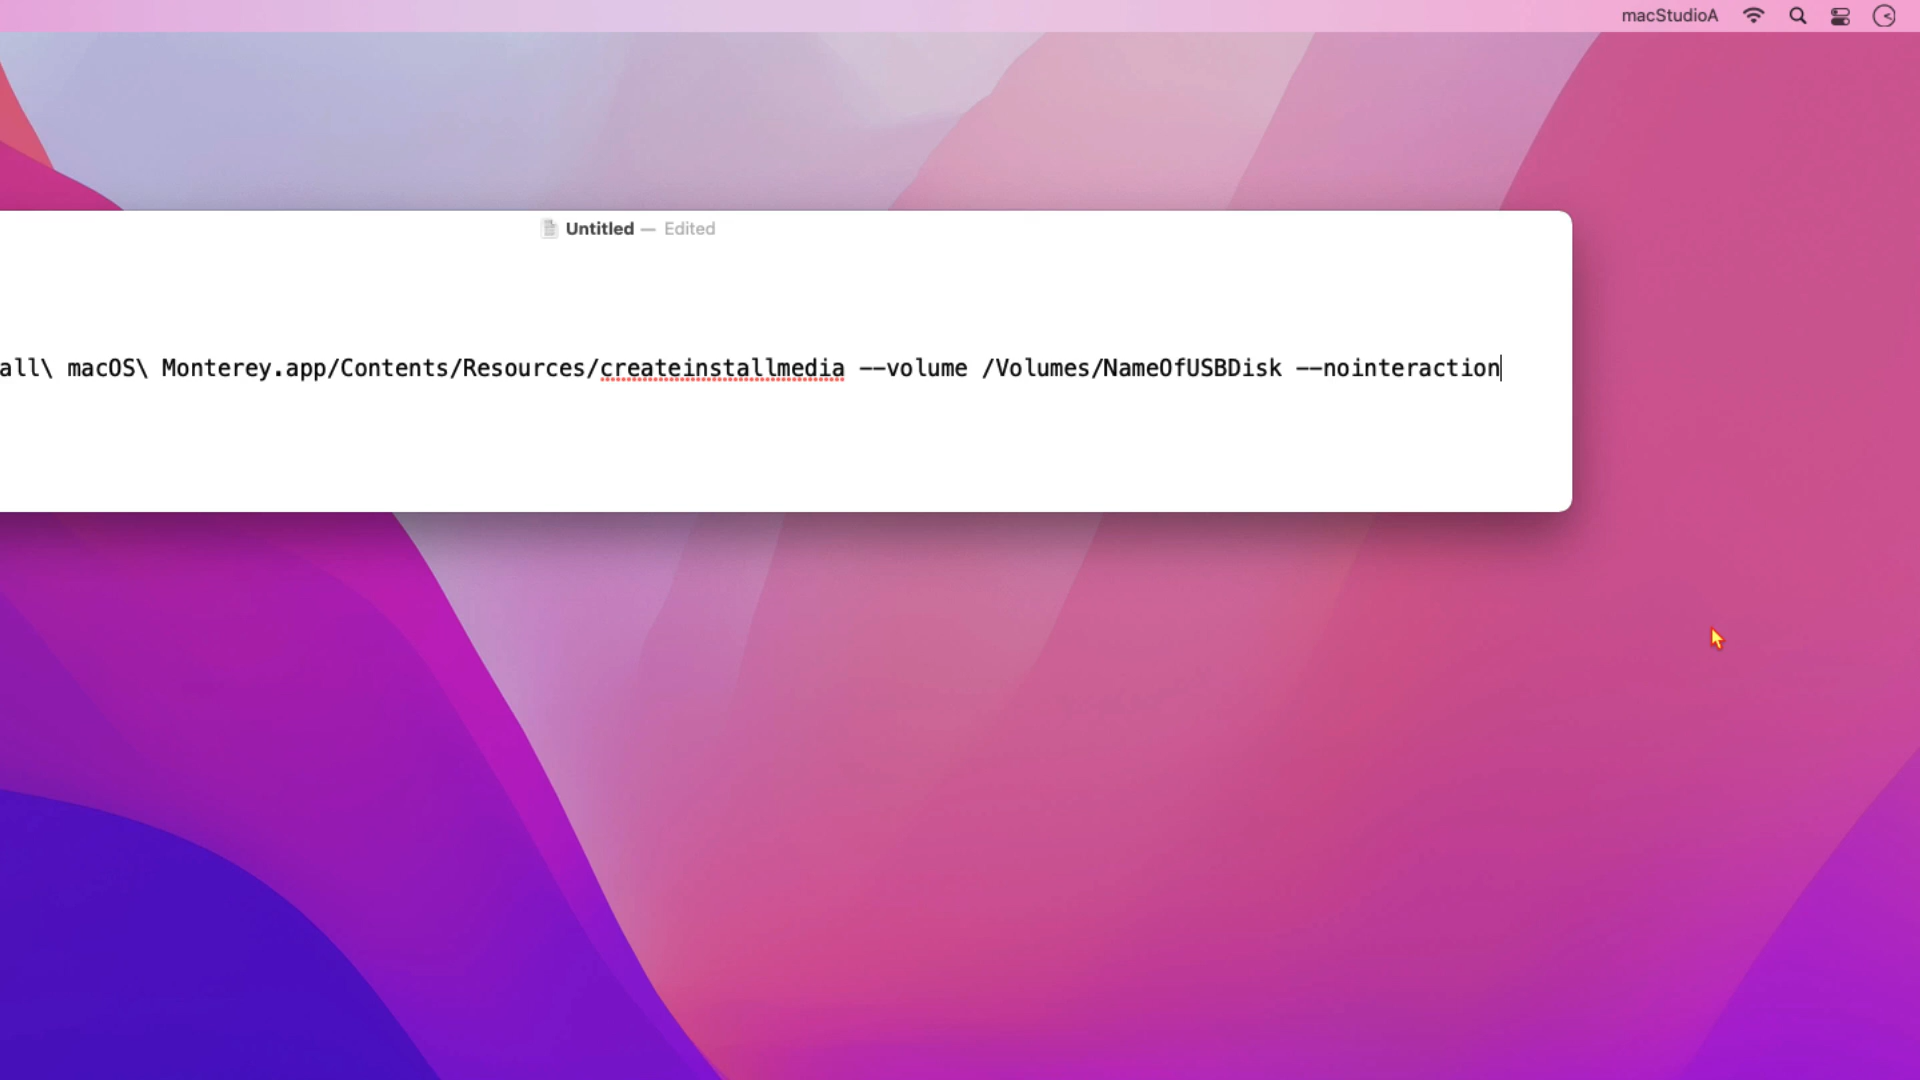 macStudioA
Untitled — Edited
all\ macOS\ Monterey.app/Contents/Resources/createinstallmedia --volume /Volumes/NameOfUSBDisk --nointeraction